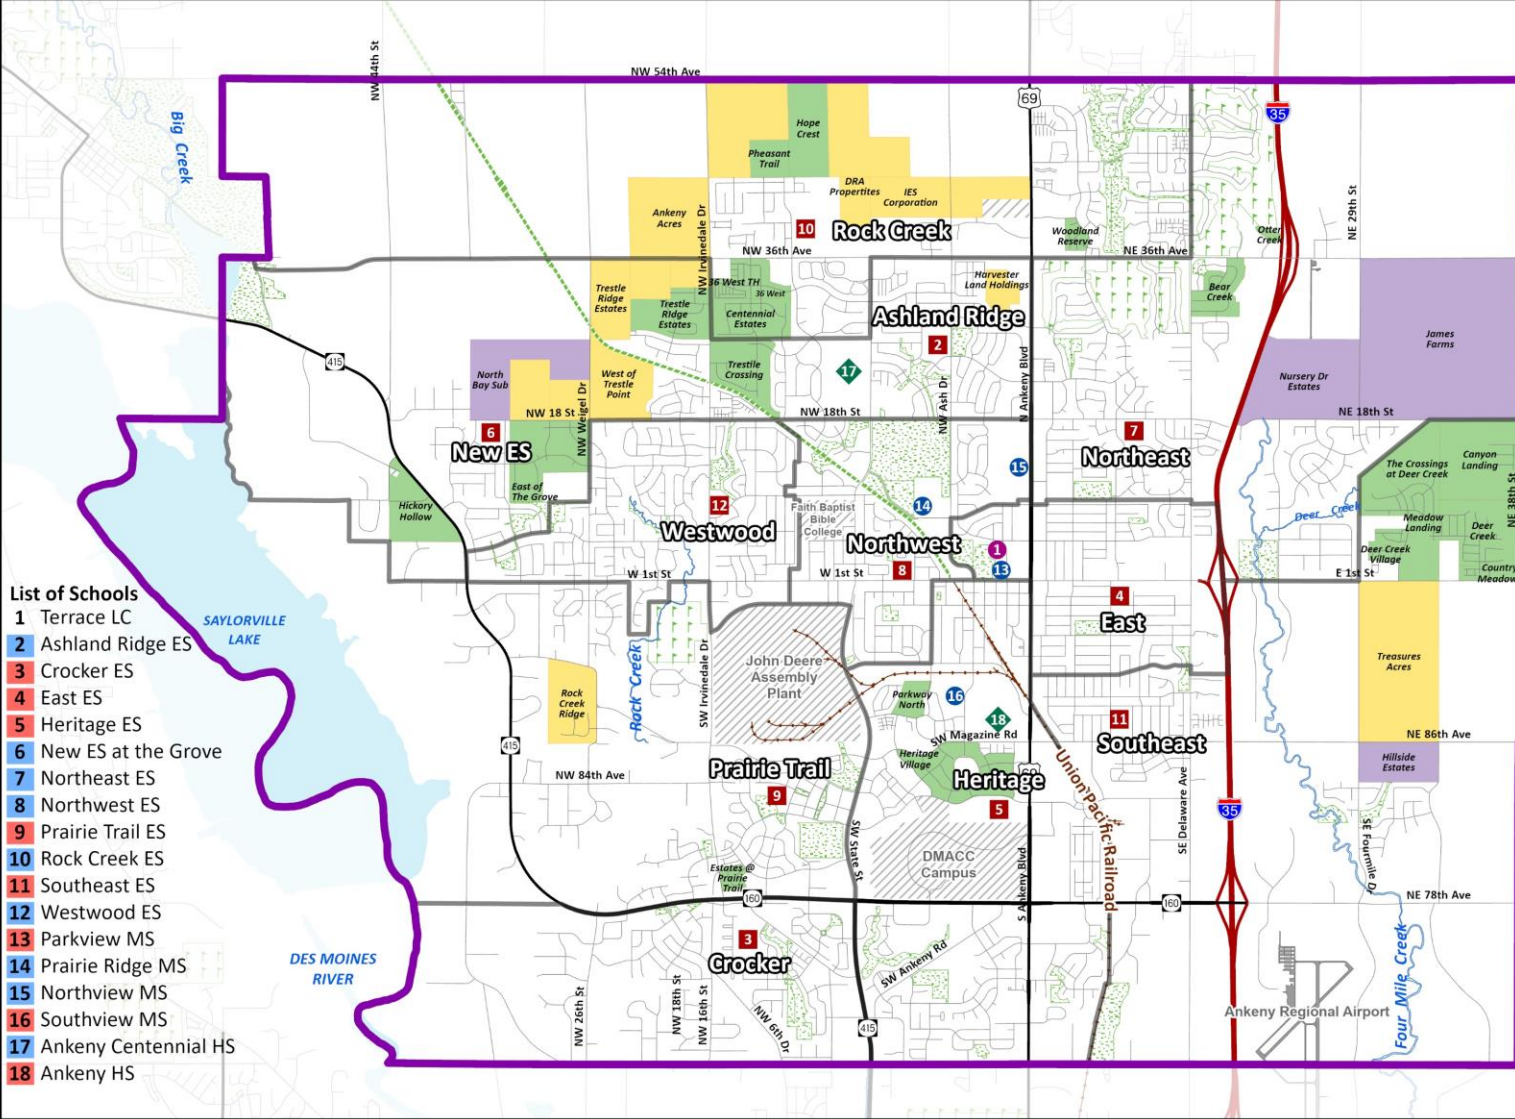 NW 44th St
NW 54th Ave
69
35
Big Creek
Hope
Crest
Pheasant
Trail
DRA
Propertites
IES
Corporation
Ankeny
Acres
NW Irvinedale Dr
10
Rock Creek
NW 36th Ave
Woodland
Reserve
NE 36th Ave
Otter
Creek
NE 29th St
36 West TH
36 West
Harvester
Land Holdings
Bear
Creek
Trestle
Ridge
Estates
Trestle
RIdge
Estates
Centennial
Estates
Ashland Ridge
2
James
Farms
415
North
Bay Sub
West of
Trestle
Point
Trestile
Crossing
17
Nursery Dr
Estates
NW Weigel Dr
NW 18 St
NW 18th St
NW Ash Dr
N Ankeny Blvd
NE 18th St
6
New ES
7
Northeast
15
The Crossings
at Deer Creek
Canyon
Landing
NE 38th St
East of
The Grove
Hickory
Hollow
12
Westwood
Faith Baptist
Bible
College
14
Northwest
Deer Creek
Meadow
Landing
Deer
Creek
Deer Creek
Village
Country
Meadow
1
13
W 1st St
W 1st St
8
E 1st St
4
East
List of Schools
1 Terrace LC
2 Ashland Ridge ES
3 Crocker ES
4 East ES
5 Heritage ES
6 New ES at the Grove
7 Northeast ES
8 Northwest ES
9 Prairie Trail ES
10 Rock Creek ES
11 Southeast ES
12 Westwood ES
13 Parkview MS
14 Prairie Ridge MS
15 Northview MS
16 Southview MS
17 Ankeny Centennial HS
18 Ankeny HS
SAYLORVILLE
LAKE
Rock Creek
SW Irvinedale Dr
John Deere
Assembly
Plant
Treasures
Acres
Rock
Creek
Ridge
Parkway
North
16
18
11
Southeast
SW Magazine Rd
NE 86th Ave
415
Heritage
Village
Hillside
Estates
Prairie Trail
NW 84th Ave
9
Heritage
5
Union Pacific Railroad
SE Delaware Ave
35
SW State St
SE Fourmile Dr
DMACC
Campus
S Ankeny Blvd
Estates @
Prairie
Trail
160
160
NE 78th Ave
3
Crocker
DES MOINES
RIVER
SW Ankeny Rd
NW 26th St
NW 18th St
NW 16th St
NW 6th Dr
415
Ankeny Regional Airport
Four Mile Creek